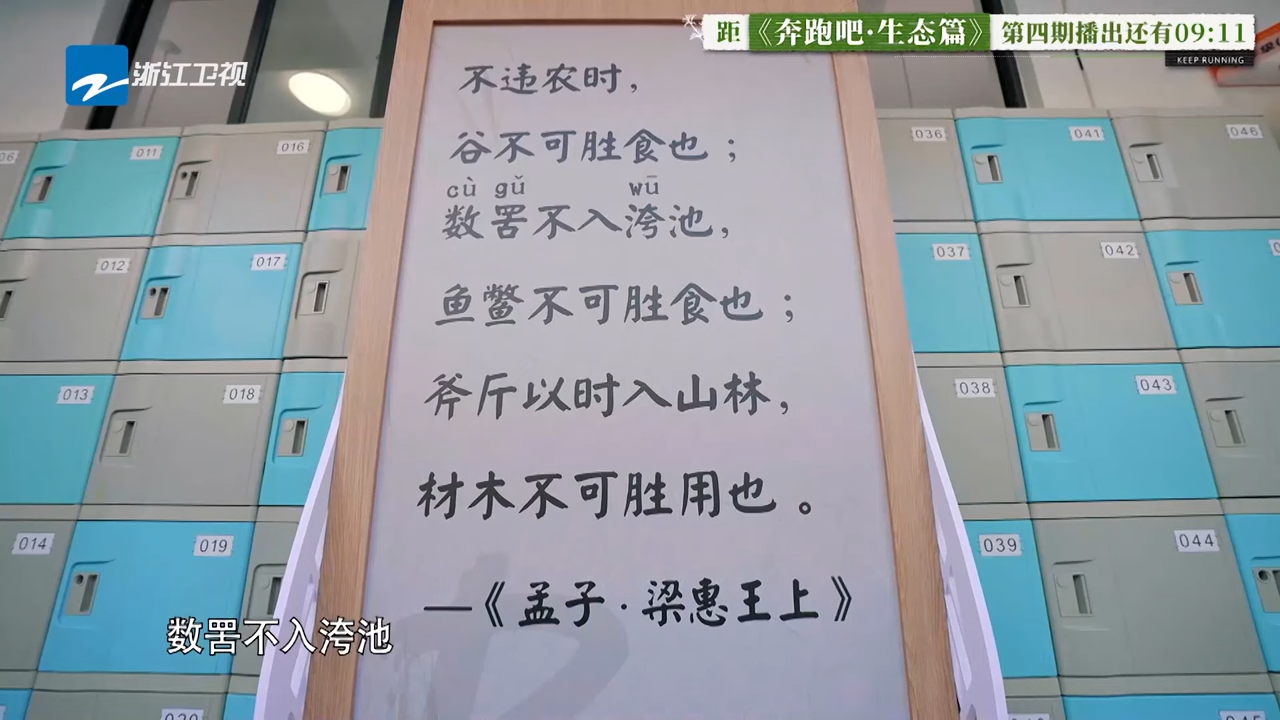 浙江卫视
距《奔跑吧·生态篇》第四期播出还有09:11
KEEP RUNNING
不违农时，
谷不可胜食也；
cù gǔ wū
数罟不入洿池，
鱼鳖不可胜食也；
斧斤以时入山林，
材木不可胜用也。
—《孟子·梁惠王上》
数罟不入洿池
011
016
036
041
046
012
017
037
042
013
018
038
043
014
019
039
044